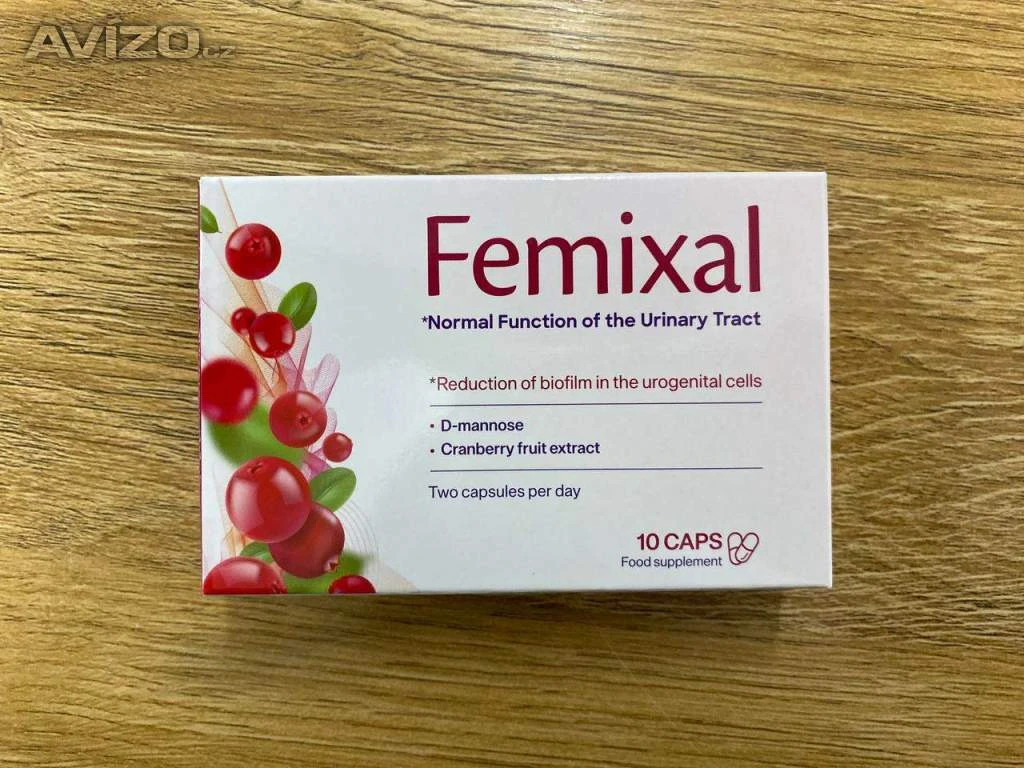 AVÍZO.cz
Femixal
*Normal Function of the Urinary Tract
*Reduction of biofilm in the urogenital cells
• D-mannose
• Cranberry fruit extract
Two capsules per day
10 CAPS
Food supplement